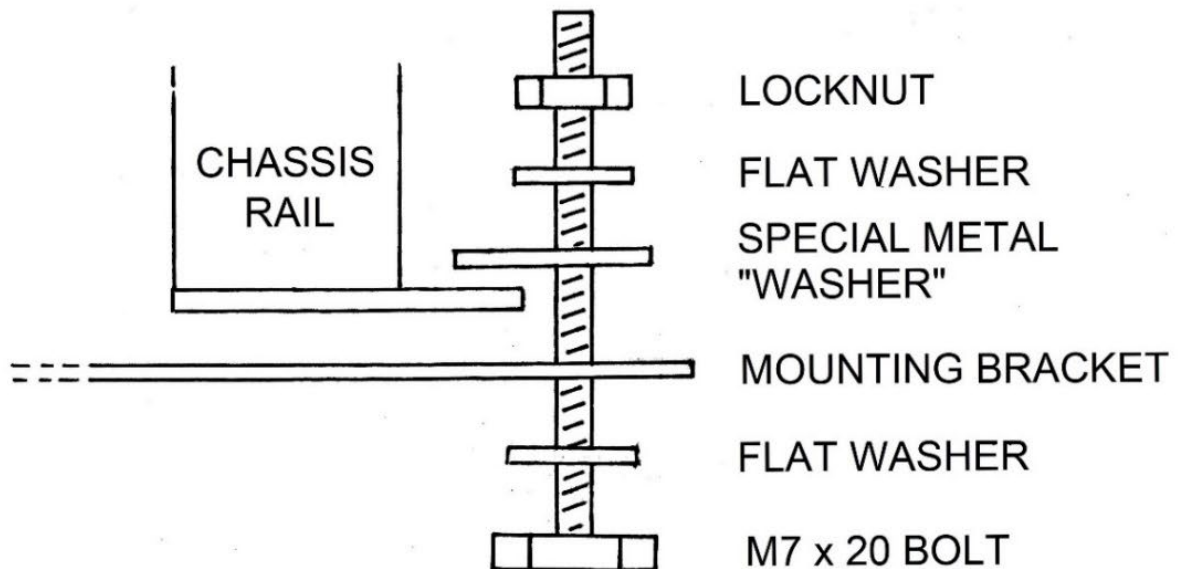 LOCKNUT
CHASSIS
RAIL
FLAT WASHER
SPECIAL METAL
"WASHER"
MOUNTING BRACKET
FLAT WASHER
M7 x 20 BOLT